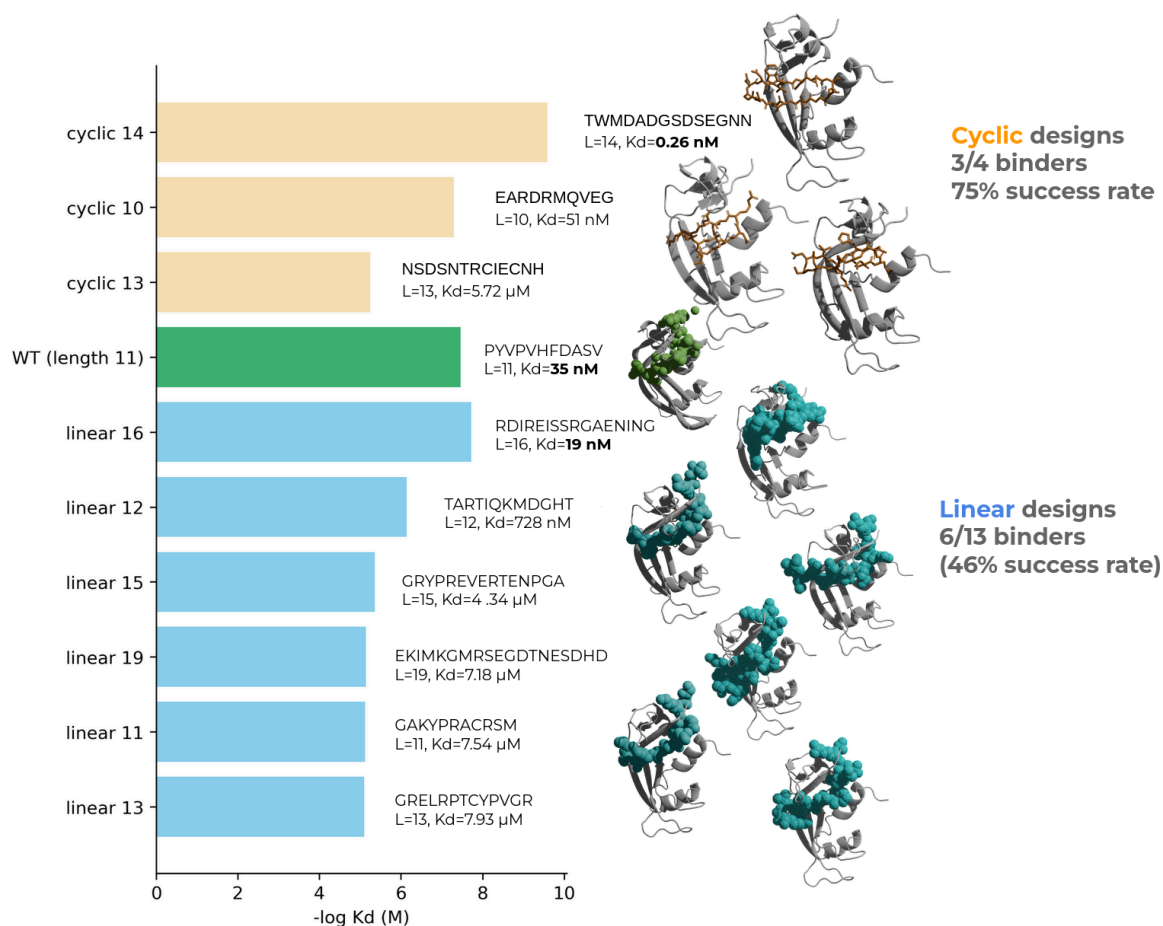 cyclic 14
TWMDADGSDSEGNN
L=14, Kd=0.26 nM
cyclic 10
EARDRMQVEG
L=10, Kd=51 nM
cyclic 13
NSDSNTRCIECNH
L=13, Kd=5.72 µM
WT (length 11)
PYVPVHFDASV
L=11, Kd=35 nM
linear 16
RDIREISSRGAENING
L=16, Kd=19 nM
linear 12
TARTIQKMDGHT
L=12, Kd=728 nM
linear 15
GRYPREVERTENPGA
L=15, Kd=4 .34 µM
linear 19
EKIMKGMRSEGDTNESDHD
L=19, Kd=7.18 µM
linear 11
GAKYPRACRSM
L=11, Kd=7.54 µM
linear 13
GRELRPTCYPVGR
L=13, Kd=7.93 µM
0 2 4 6 8 10
-log Kd (M)
Cyclic designs
3/4 binders
75% success rate
Linear designs
6/13 binders
(46% success rate)